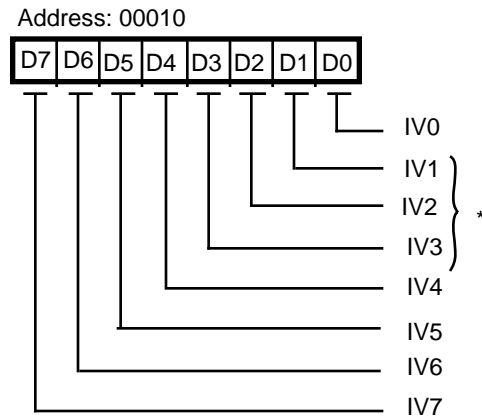 Address: 00010
D7 D6 D5 D4 D3 D2 D1 D0
IV0
IV1
IV2
*
IV3
IV4
IV5
IV6
IV7